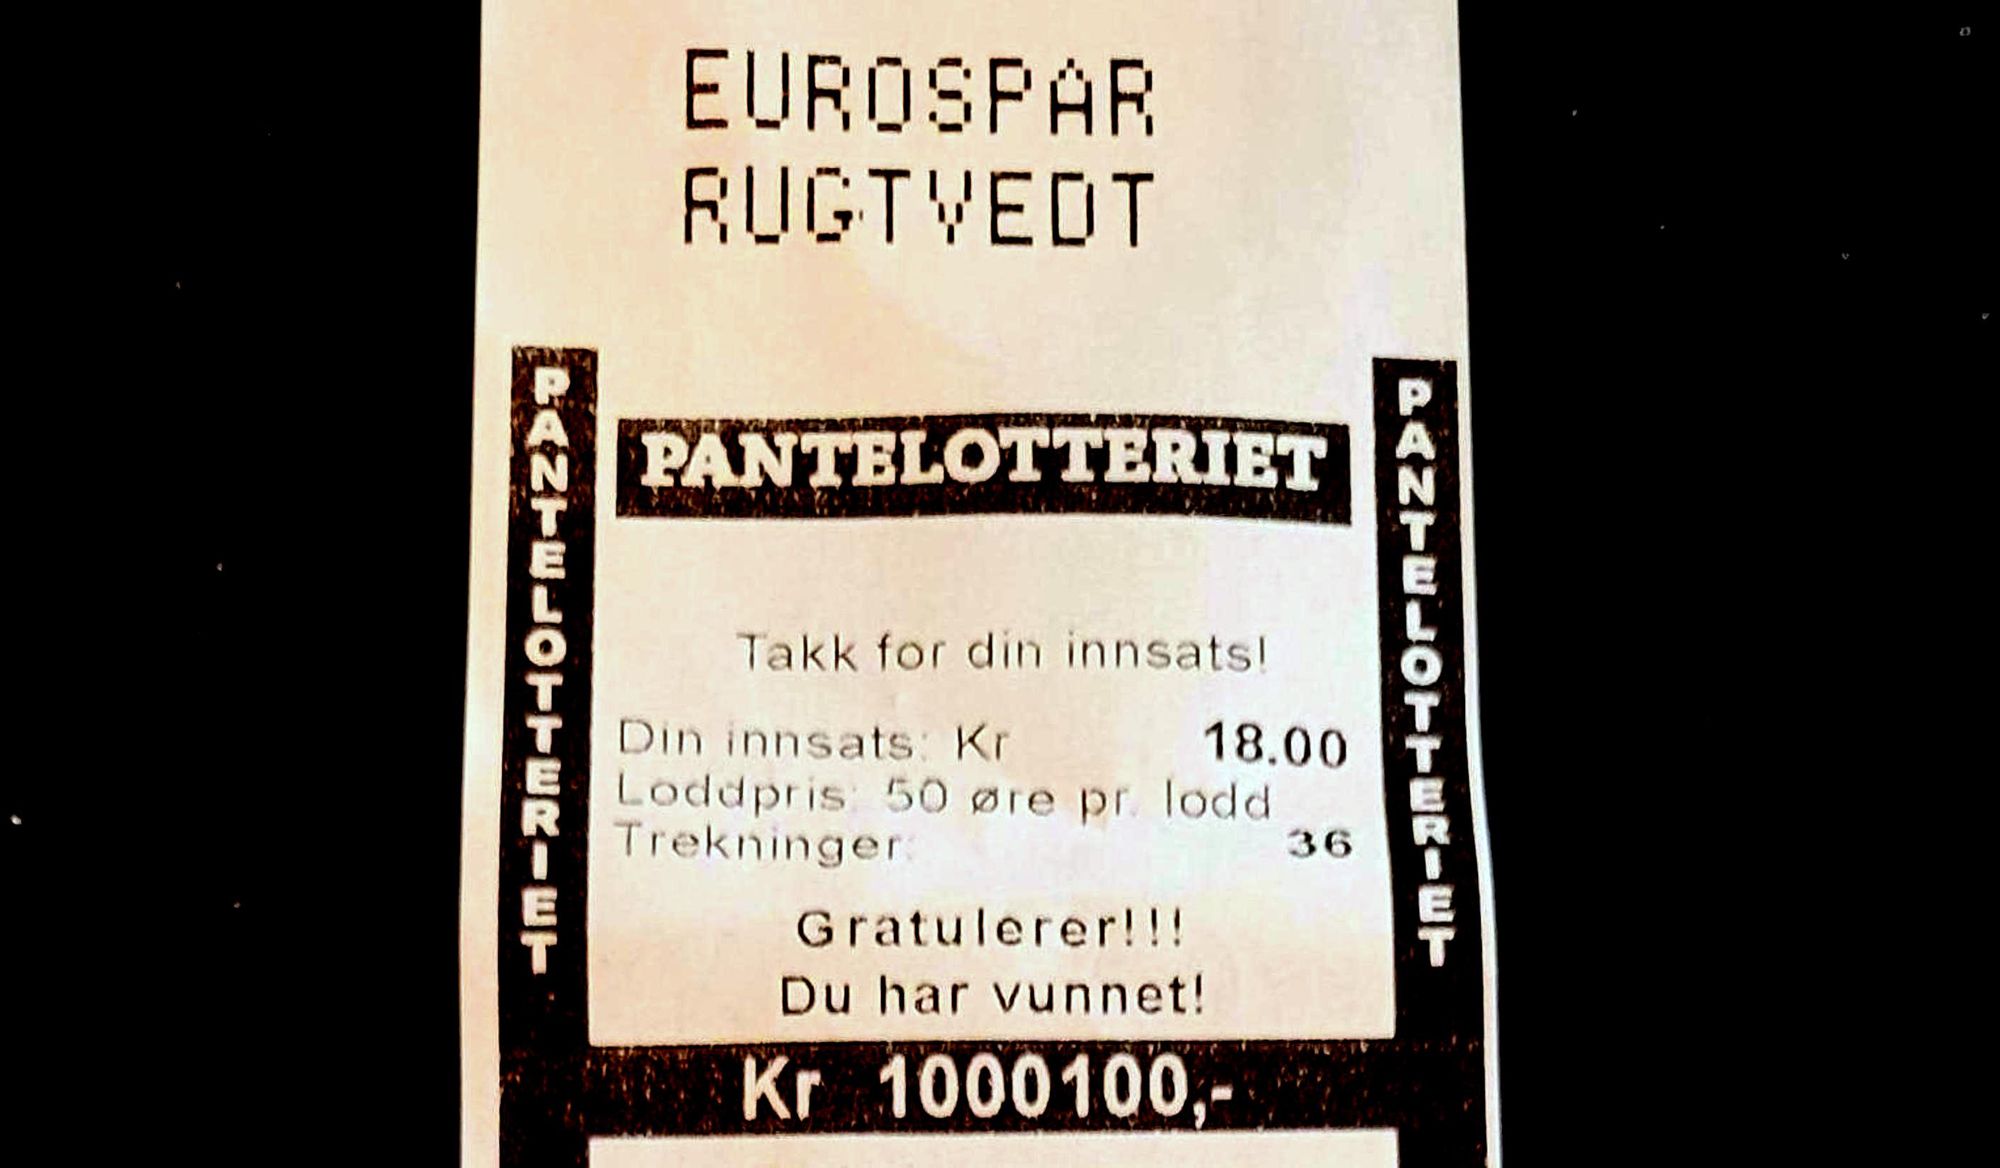 EUROSPAR
RUGTVEDT
PANTELOTTERIET
PANTELOTTERIET
PANTELOTTERIET
Takk for din innsats!
Din innsats: Kr 18.00
Loddpris: 50 øre pr. lodd
Trekninger: 36
Gratulerer!!!
Du har vunnet!
Kr 1000100,-